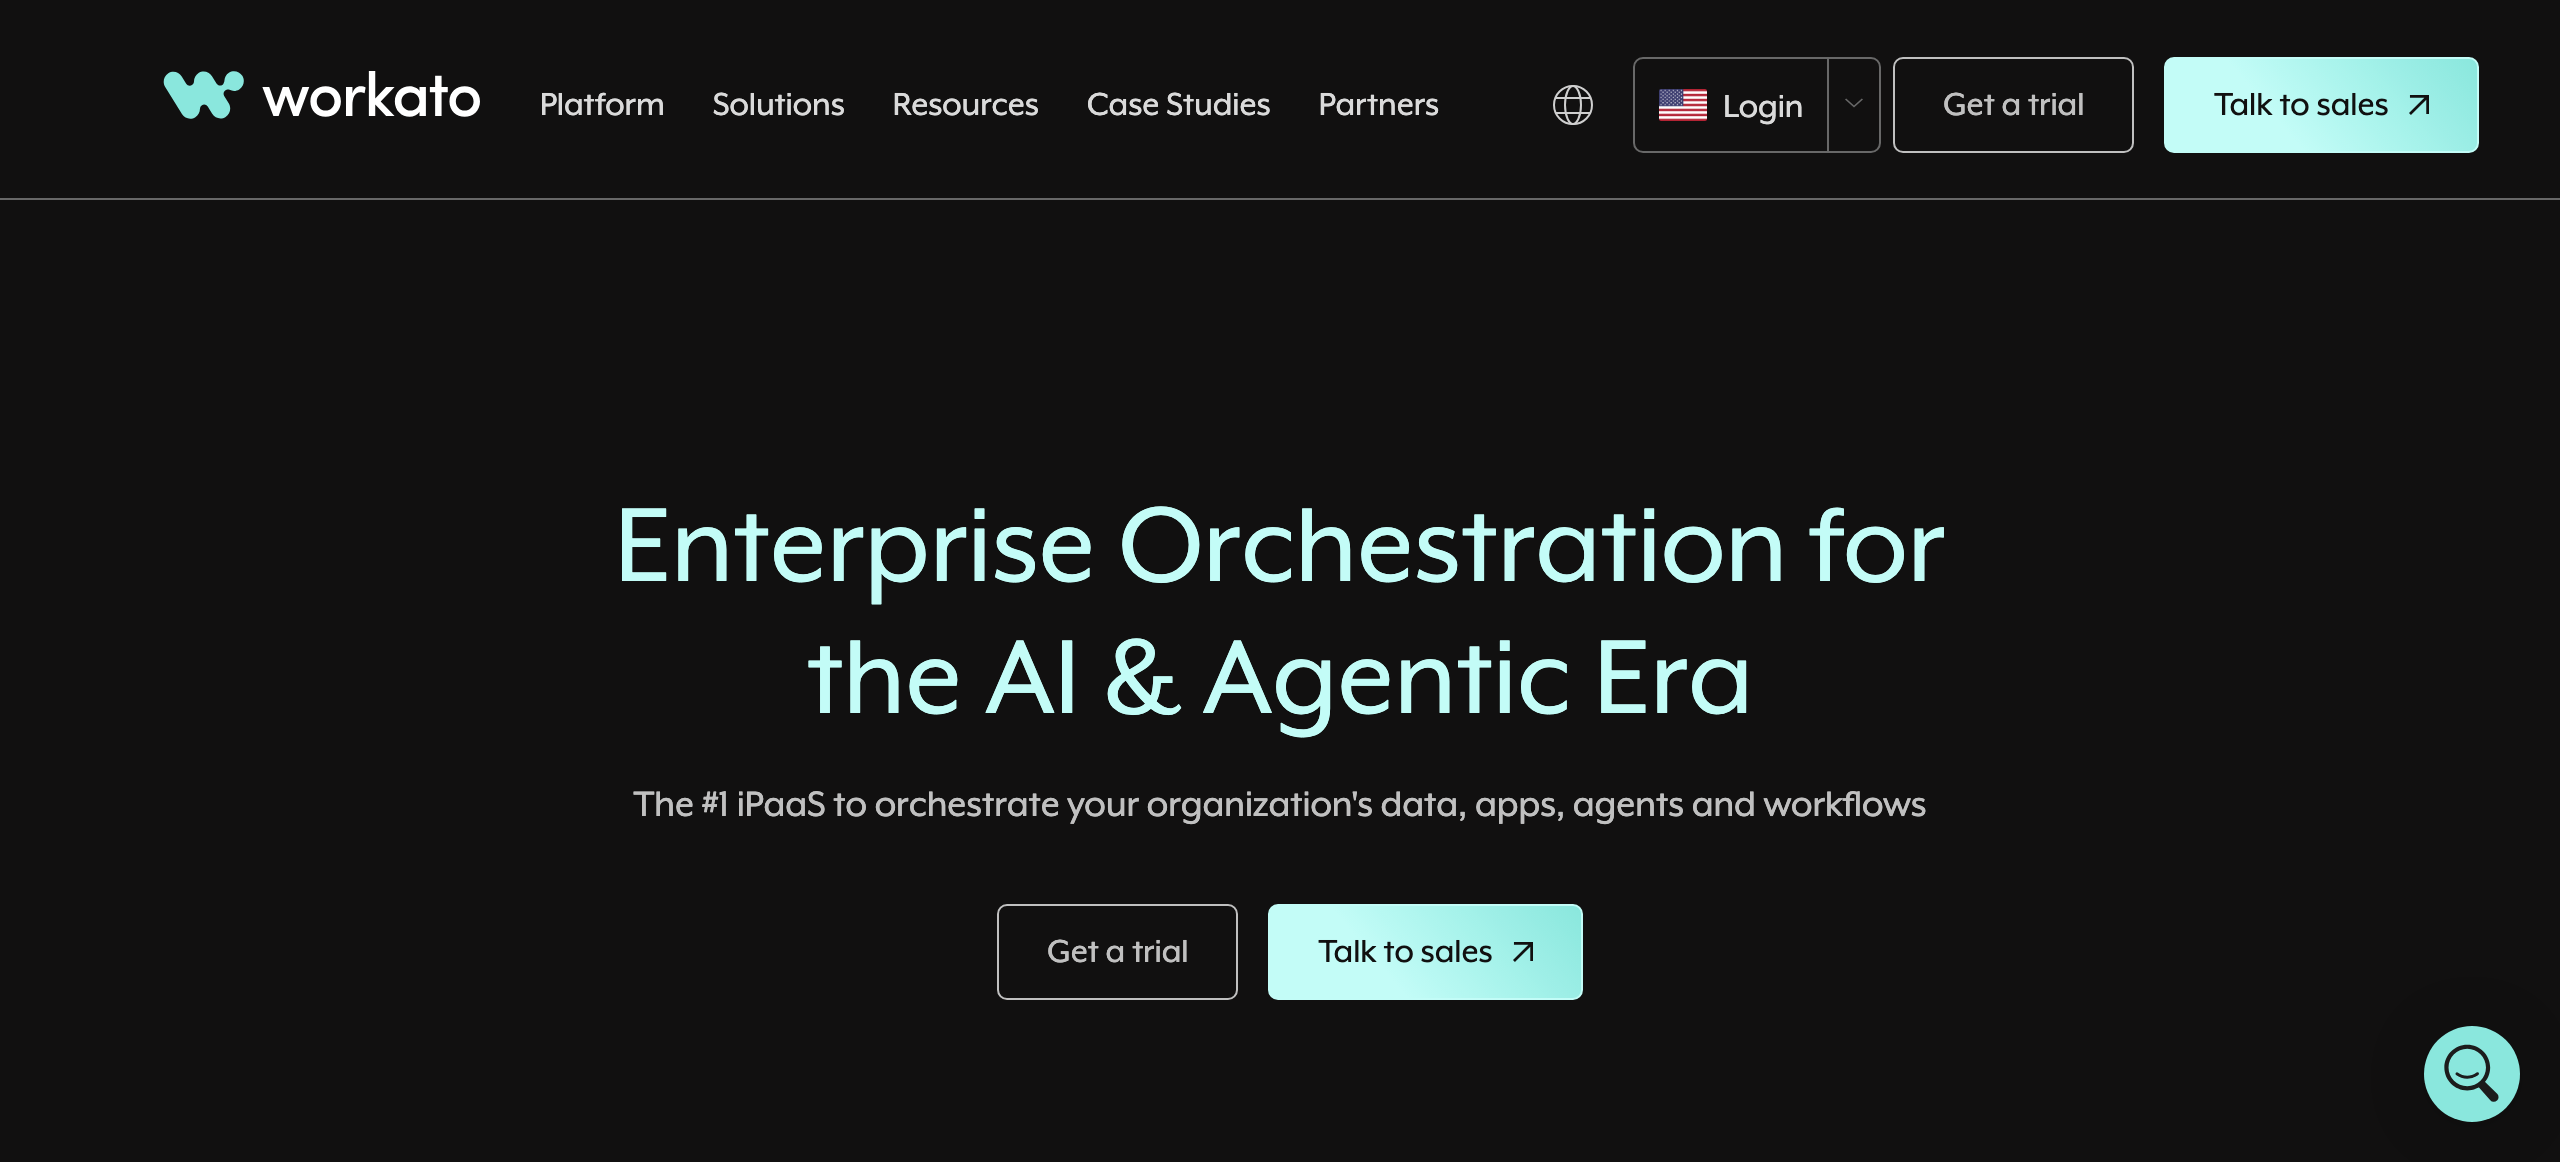 workato
Platform
Solutions
Resources
Case Studies
Partners
Login
Get a trial
Talk to sales
Enterprise Orchestration for
the AI & Agentic Era
The #1 iPaaS to orchestrate your organization's data, apps, agents and workflows
Get a trial
Talk to sales